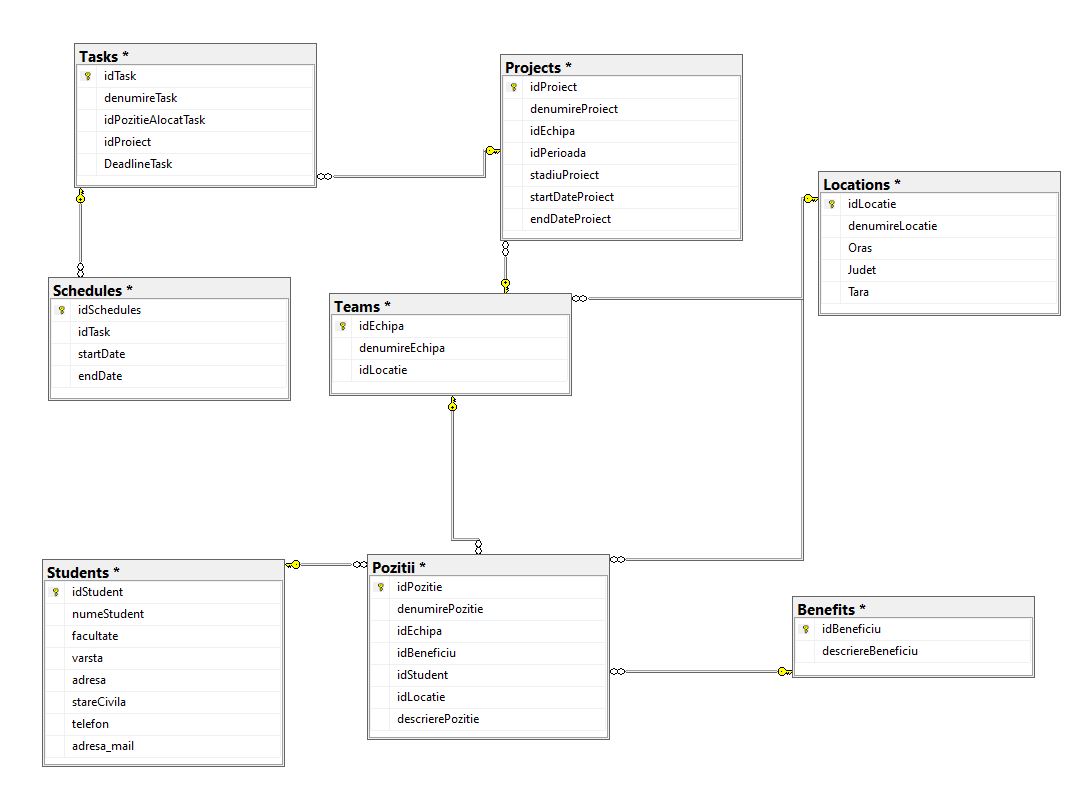 Tasks *
idTask
denumireTask
idPozitieAlocatTask
idProiect
DeadlineTask
Projects *
idProiect
denumireProiect
idEchipa
idPerioada
stadiuProiect
startDateProiect
endDateProiect
Locations *
idLocatie
denumireLocatie
Oras
Judet
Tara
Schedules *
idSchedules
idTask
startDate
endDate
Teams *
idEchipa
denumireEchipa
idLocatie
Students *
idStudent
numeStudent
facultate
varsta
adresa
stareCivila
telefon
adresa_mail
Pozitii *
idPozitie
denumirePozitie
idEchipa
idBeneficiu
idStudent
idLocatie
descrierePozitie
Benefits *
idBeneficiu
descriereBeneficiu